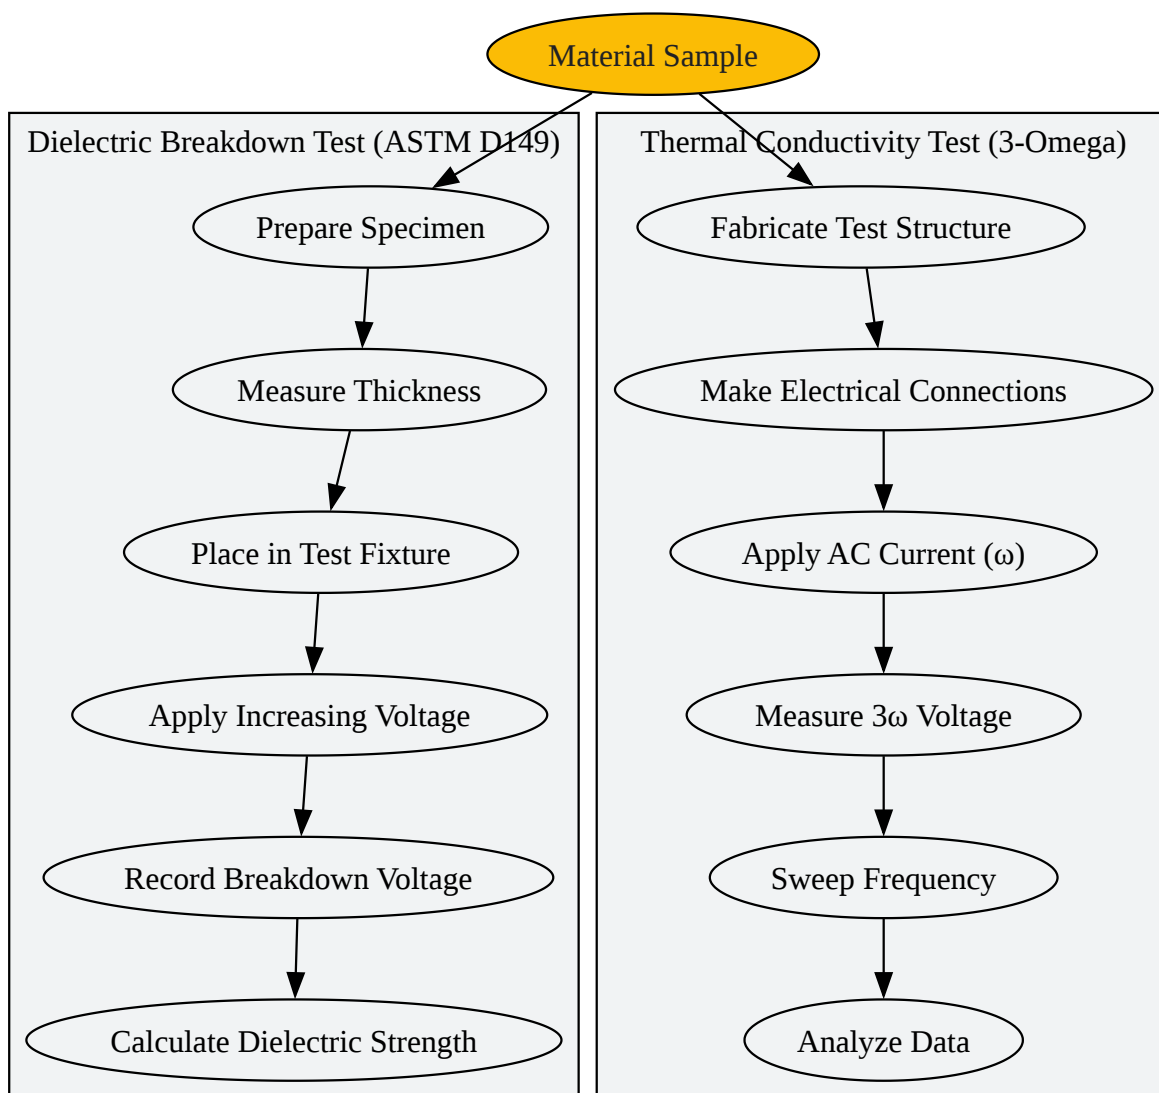 Material Sample
Dielectric Breakdown Test (ASTM D149)
Prepare Specimen
Measure Thickness
Place in Test Fixture
Apply Increasing Voltage
Record Breakdown Voltage
Calculate Dielectric Strength
Thermal Conductivity Test (3-Omega)
Fabricate Test Structure
Make Electrical Connections
Apply AC Current (ω)
Measure 3ω Voltage
Sweep Frequency
Analyze Data